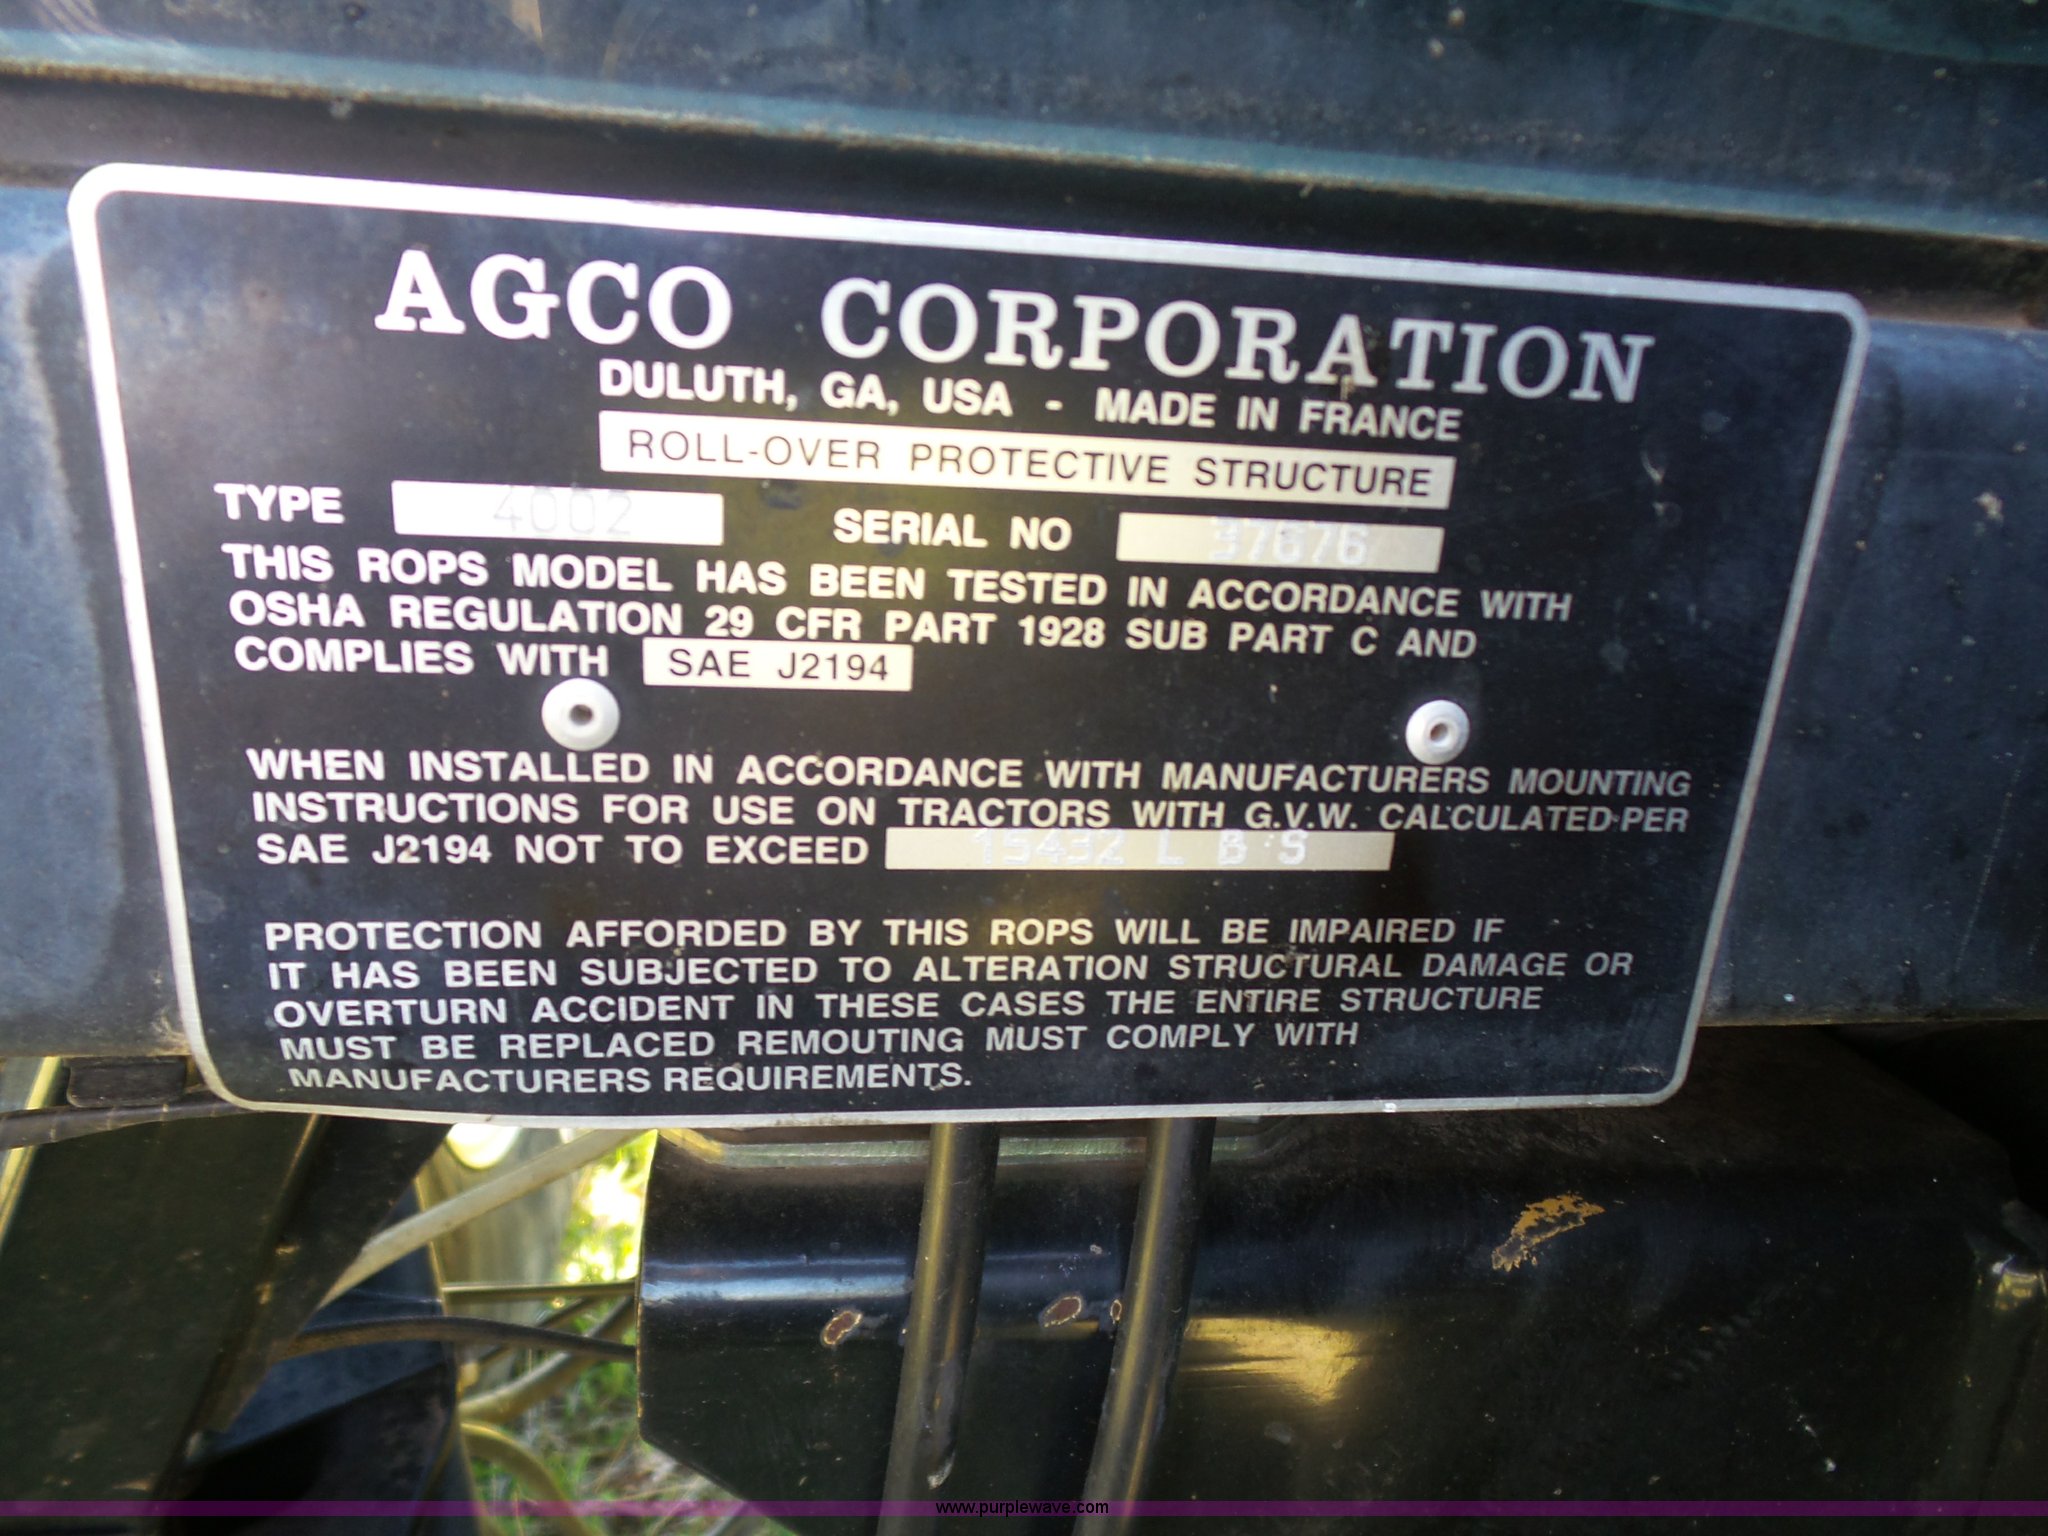 AGCO CORPORATION
DULUTH, GA, USA - MADE IN FRANCE
ROLL-OVER PROTECTIVE STRUCTURE
TYPE 4002 SERIAL NO 37676
THIS ROPS MODEL HAS BEEN TESTED IN ACCORDANCE WITH
OSHA REGULATION 29 CFR PART 1928 SUB PART C AND
COMPLIES WITH SAE J2194
WHEN INSTALLED IN ACCORDANCE WITH MANUFACTURERS MOUNTING
INSTRUCTIONS FOR USE ON TRACTORS WITH G.V.W. CALCULATED PER
SAE J2194 NOT TO EXCEED 15432 L B S
PROTECTION AFFORDED BY THIS ROPS WILL BE IMPAIRED IF
IT HAS BEEN SUBJECTED TO ALTERATION STRUCTURAL DAMAGE OR
OVERTURN ACCIDENT IN THESE CASES THE ENTIRE STRUCTURE
MUST BE REPLACED REMOUTING MUST COMPLY WITH
MANUFACTURERS REQUIREMENTS.
www.purplewave.com